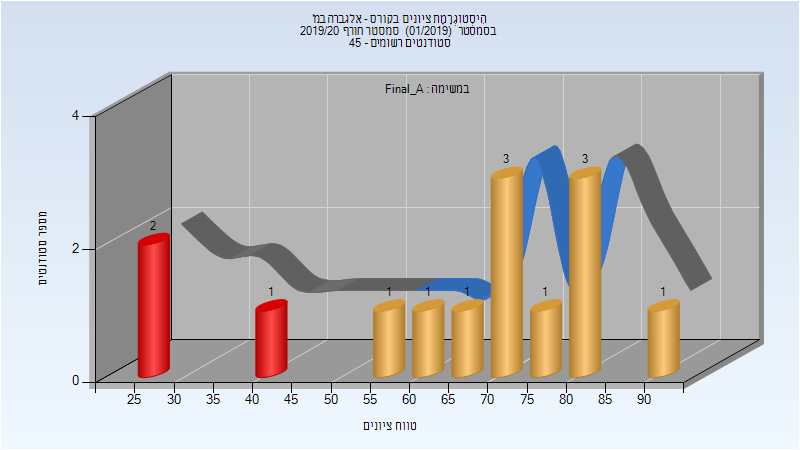 היסטוגרמת ציונים בקורס - אלגברה במ'
בסמסטר (01/2019) סמסטר חורף 2019/20
סטודנטים רשומים - 45
במשימה : Final_A
מספר סטודנטים
4
2
0
2
1
1
1
1
3
1
3
1
25 30 35 40 45 50 55 60 65 70 75 80 85 90
טווח ציונים